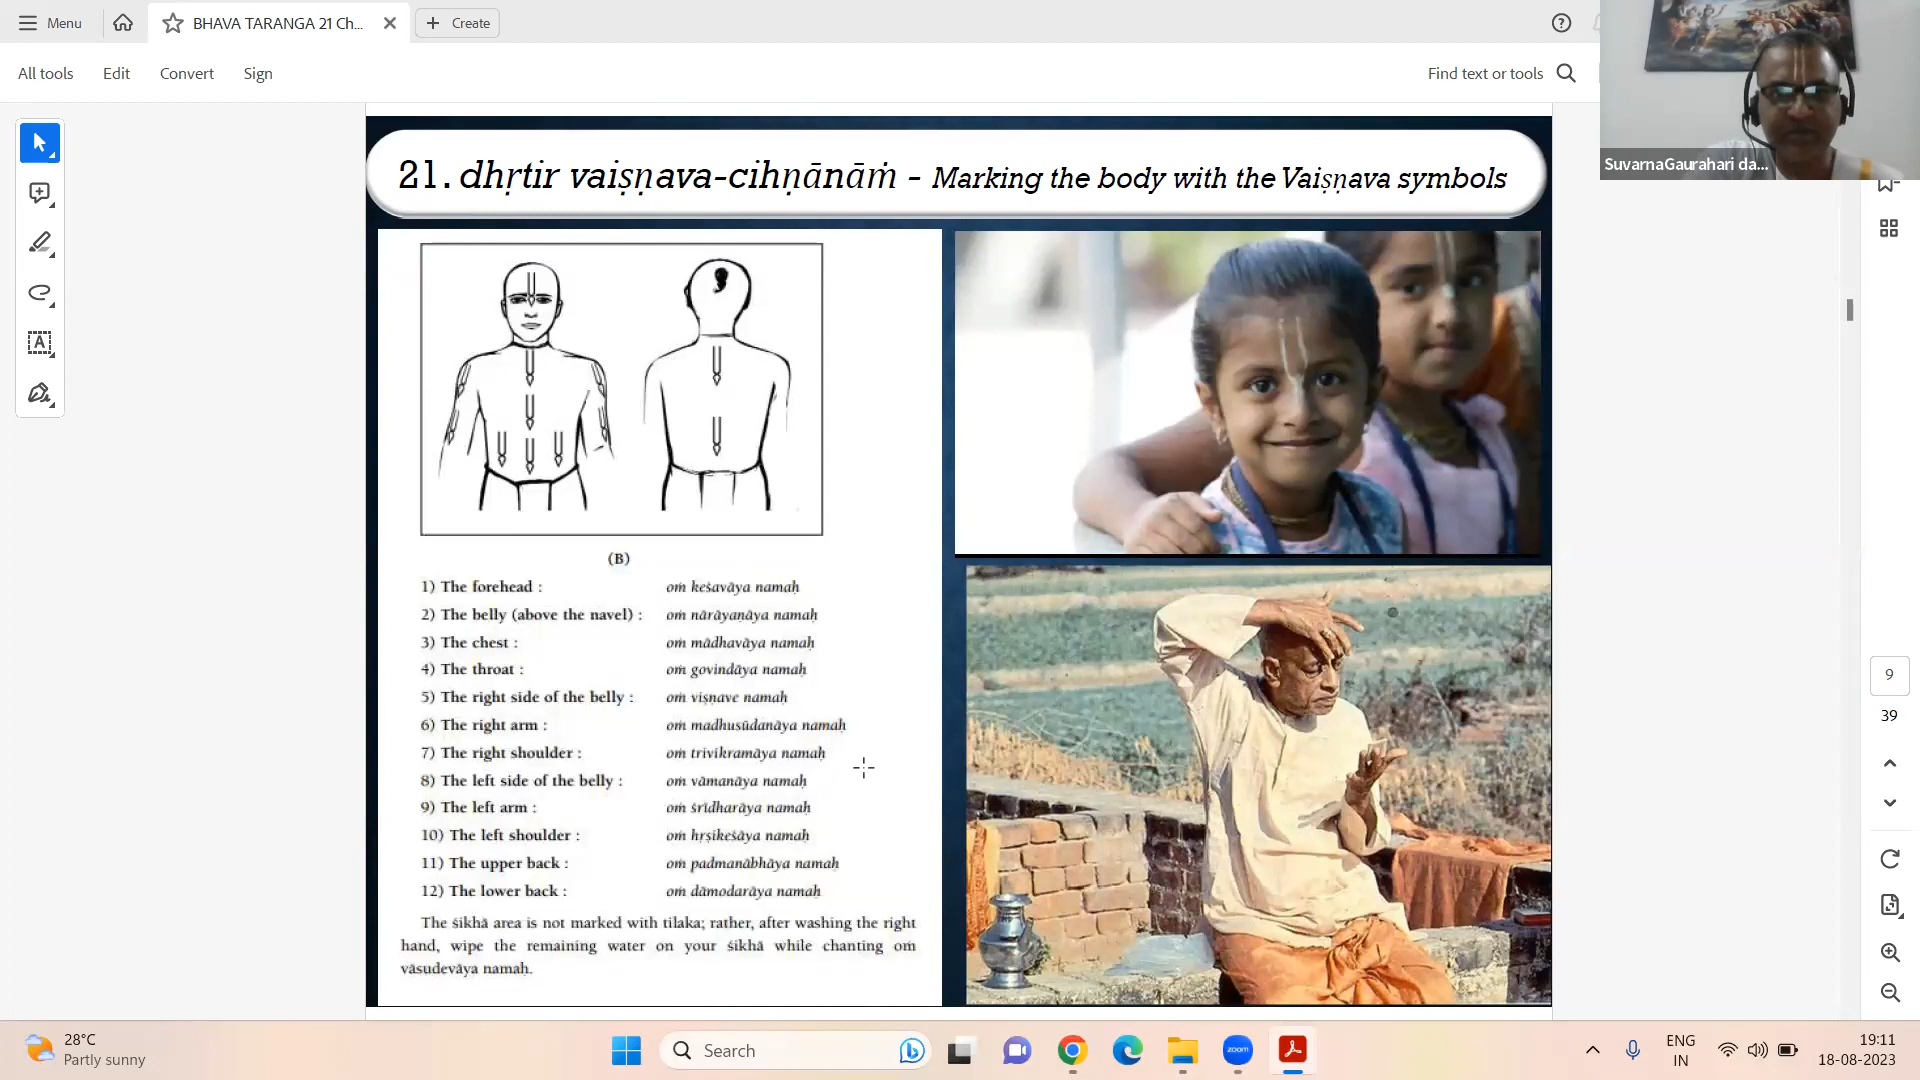 Menu
BHAVA TARANGA 21 Ch...
Create
All tools
Edit
Convert
Sign
Find text or tools
SuvarnaGaurahari da...
21. dhṛtir vaiṣṇava-cihṇānāṁ - Marking the body with the Vaiṣṇava symbols
(B)
1) The forehead : oṁ keśavāya namaḥ
2) The belly (above the navel) : oṁ nārāyaṇāya namaḥ
3) The chest : oṁ mādhavāya namaḥ
4) The throat : oṁ govindāya namaḥ
5) The right side of the belly : oṁ viṣṇave namaḥ
6) The right arm : oṁ madhusūdanāya namaḥ
7) The right shoulder : oṁ trivikramāya namaḥ
8) The left side of the belly : oṁ vāmanāya namaḥ
9) The left arm : oṁ śrīdharāya namaḥ
10) The left shoulder : oṁ hṛṣikeśāya namaḥ
11) The upper back : oṁ padmanābhāya namaḥ
12) The lower back : oṁ dāmodarāya namaḥ
The śikhā area is not marked with tilaka; rather, after washing the right
hand, wipe the remaining water on your śikhā while chanting oṁ
vāsudevāya namaḥ.
9
39
28°C
Partly sunny
Search
zoom
ENG
IN
19:11
18-08-2023